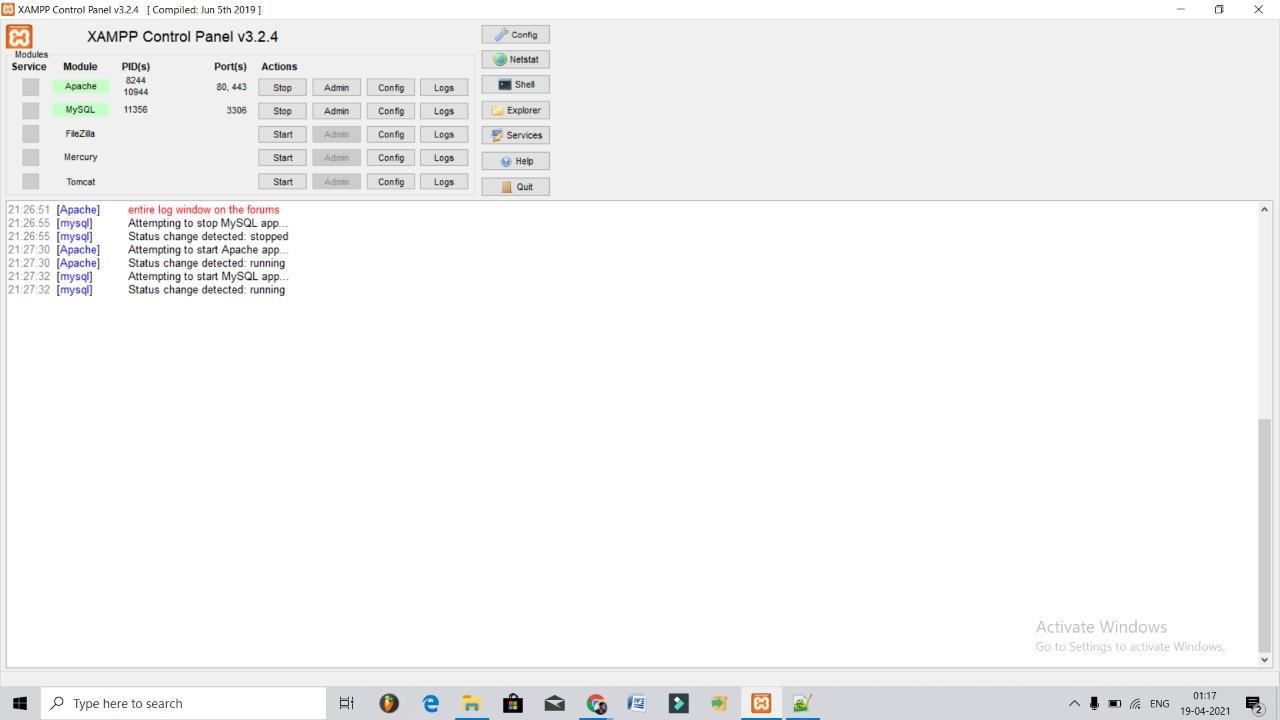 XAMPP Control Panel v3.2.4 [ Compiled: Jun 5th 2019 ]
XAMPP Control Panel v3.2.4
Config
Modules
Service Module PID(s) Port(s) Actions
Netstat
Apache 8244 10944 80, 443 Stop Admin Config Logs
Shell
MySQL 11356 3306 Stop Admin Config Logs
Explorer
FileZilla Start Admin Config Logs
Services
Mercury Start Admin Config Logs
Help
Tomcat Start Admin Config Logs
Quit
21:26:51 [Apache] entire log window on the forums
21:26:55 [mysql] Attempting to stop MySQL app...
21:26:55 [mysql] Status change detected: stopped
21:27:30 [Apache] Attempting to start Apache app...
21:27:30 [Apache] Status change detected: running
21:27:32 [mysql] Attempting to start MySQL app...
21:27:32 [mysql] Status change detected: running
Activate Windows
Go to Settings to activate Windows.
Type here to search
ENG
01:17
19-04-2021
2